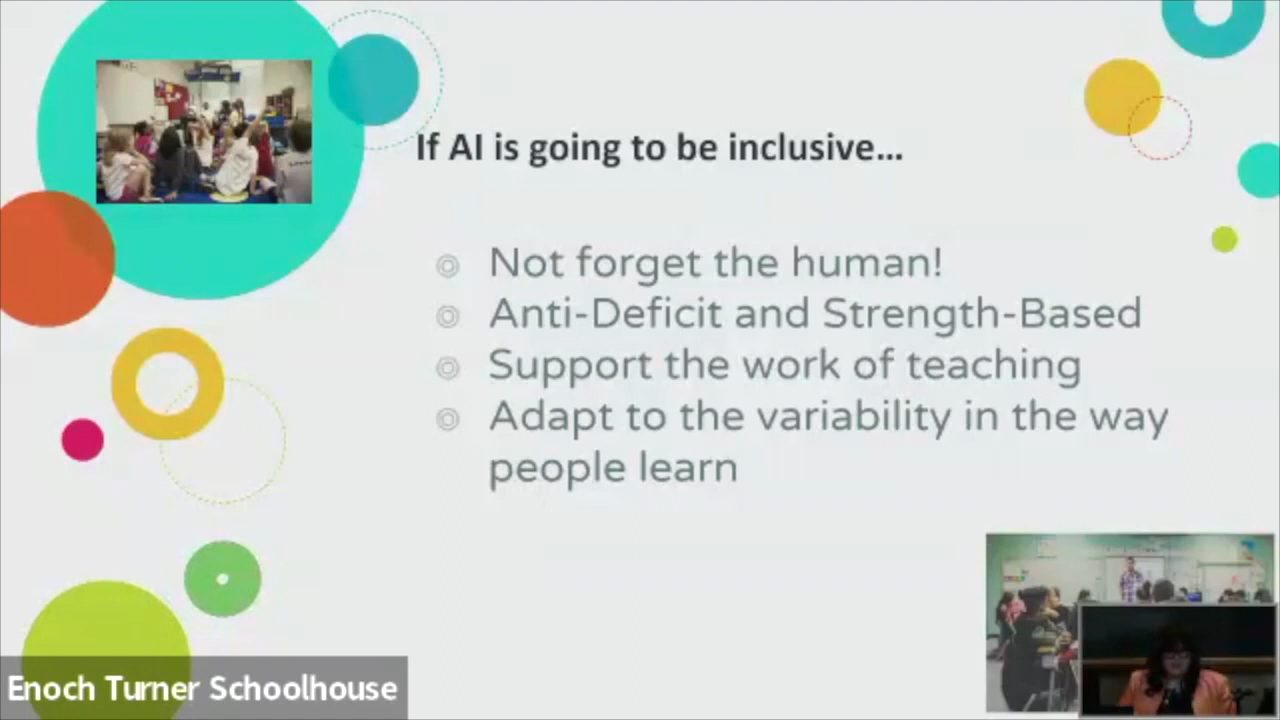 If AI is going to be inclusive...
Not forget the human!
Anti-Deficit and Strength-Based
Support the work of teaching
Adapt to the variability in the way
people learn
Enoch Turner Schoolhouse